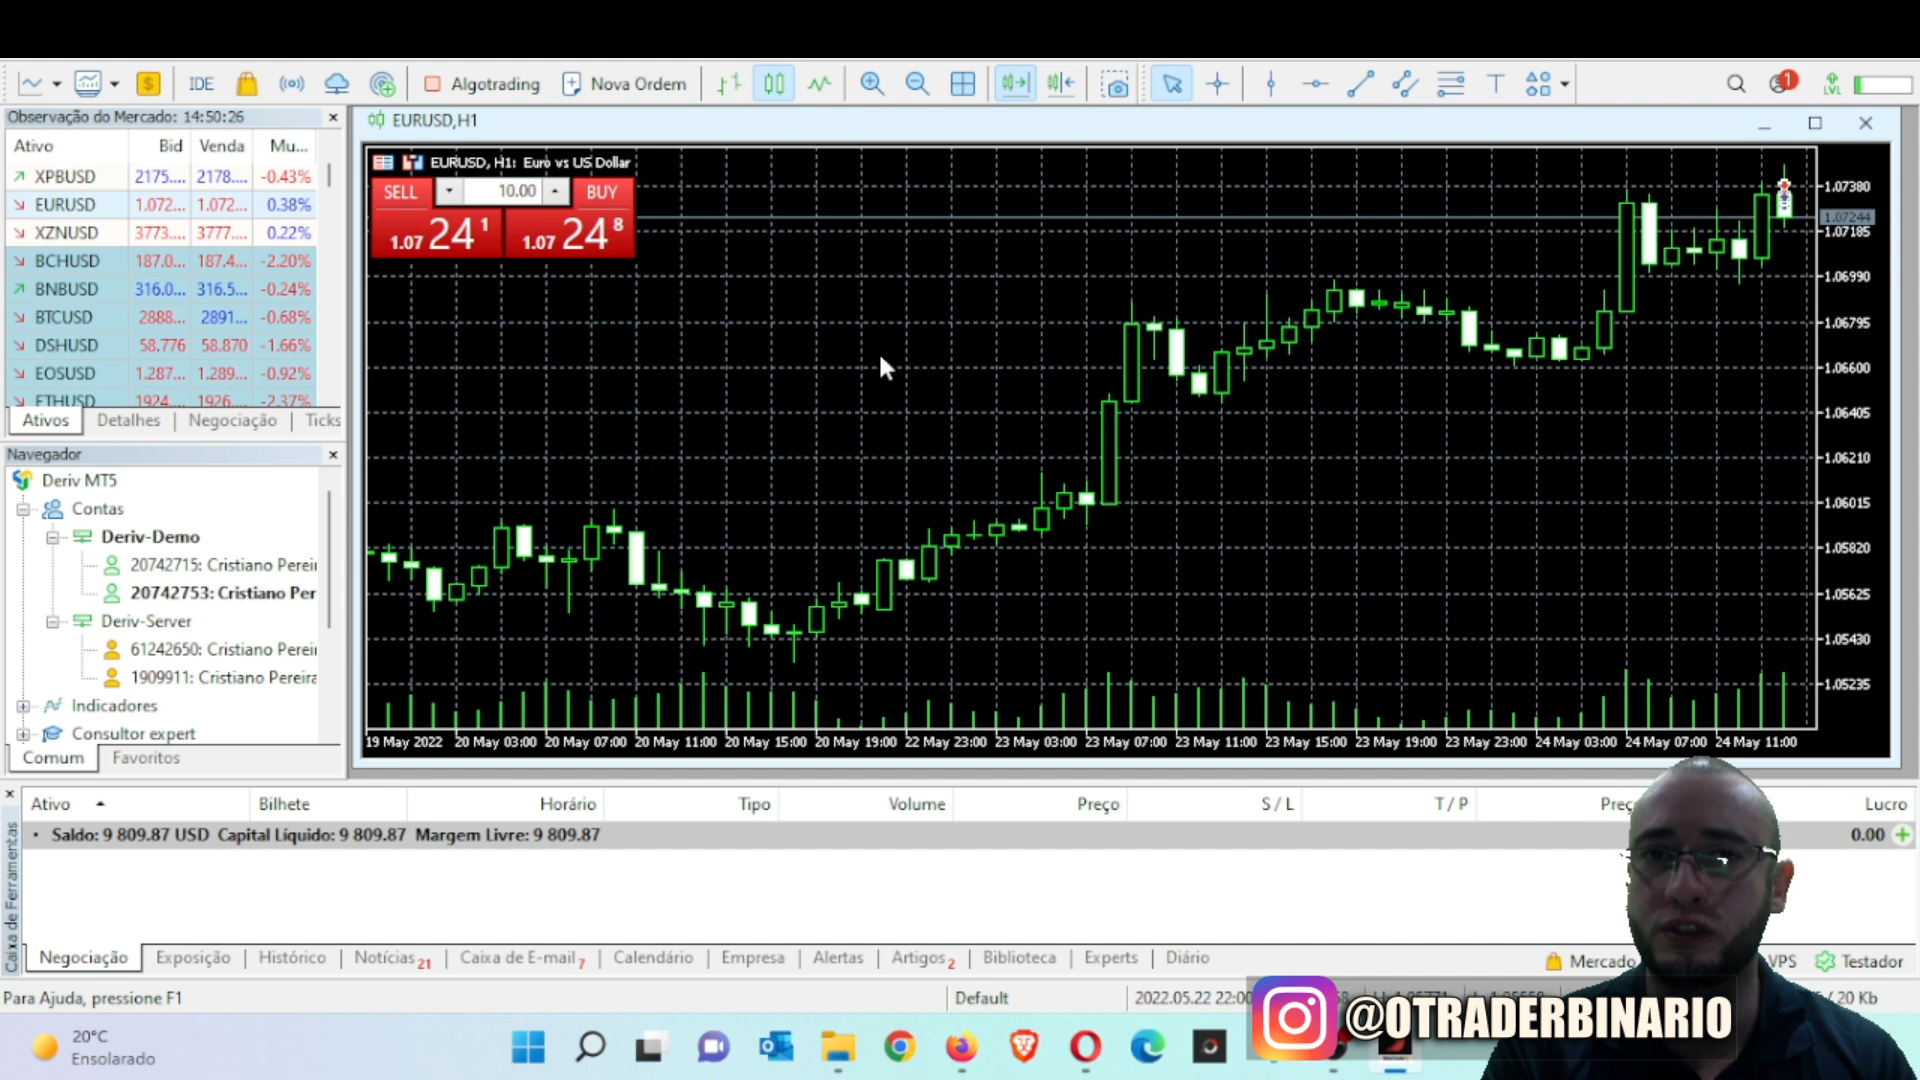 IDE
Algotrading
Nova Ordem
1
LVL
Observação do Mercado: 14:50:26
Ativo Bid Venda Mu...
XPBUSD 2175.... 2178.... -0.43%
EURUSD 1.072... 1.072... 0.38%
XZNUSD 3773.... 3777.... 0.22%
BCHUSD 187.0... 187.4... -2.20%
BNBUSD 316.0... 316.5... -0.24%
BTCUSD 2888... 2891... -0.68%
DSHUSD 58.776 58.870 -1.66%
EOSUSD 1.287... 1.289... -0.92%
ETHUSD 1924.... 1926.... -2.37%
Ativos Detalhes Negociação Ticks
Navegador
Deriv MT5
Contas
Deriv-Demo
20742715: Cristiano Perei
20742753: Cristiano Per
Deriv-Server
61242650: Cristiano Perei
1909911: Cristiano Pereira
Indicadores
Consultor expert
Comum Favoritos
EURUSD,H1
EURUSD, H1: Euro vs US Dollar
SELL 10.00 BUY
1.07 24 1 1.07 24 8
1.07380
1.07244
1.07185
1.06990
1.06795
1.06600
1.06405
1.06210
1.06015
1.05820
1.05625
1.05430
1.05235
19 May 2022 20 May 03:00 20 May 07:00 20 May 11:00 20 May 15:00 20 May 19:00 22 May 23:00 23 May 03:00 23 May 07:00 23 May 11:00 23 May 15:00 23 May 19:00 23 May 23:00 24 May 03:00 24 May 07:00 24 May 11:00
Ativo Bilhete Horário Tipo Volume Preço S / L T / P Preç Lucro
Saldo: 9 809.87 USD Capital Líquido: 9 809.87 Margem Livre: 9 809.87 0.00
Caixa de Ferramentas
Negociação Exposição Histórico Notícias 21 Caixa de E-mail 7 Calendário Empresa Alertas Artigos 2 Biblioteca Experts Diário Mercado VPS Testador
Para Ajuda, pressione F1 Default 2022.05.22 22:00 / 20 Kb
@OTRADERBINARIO
20°C
Ensolarado